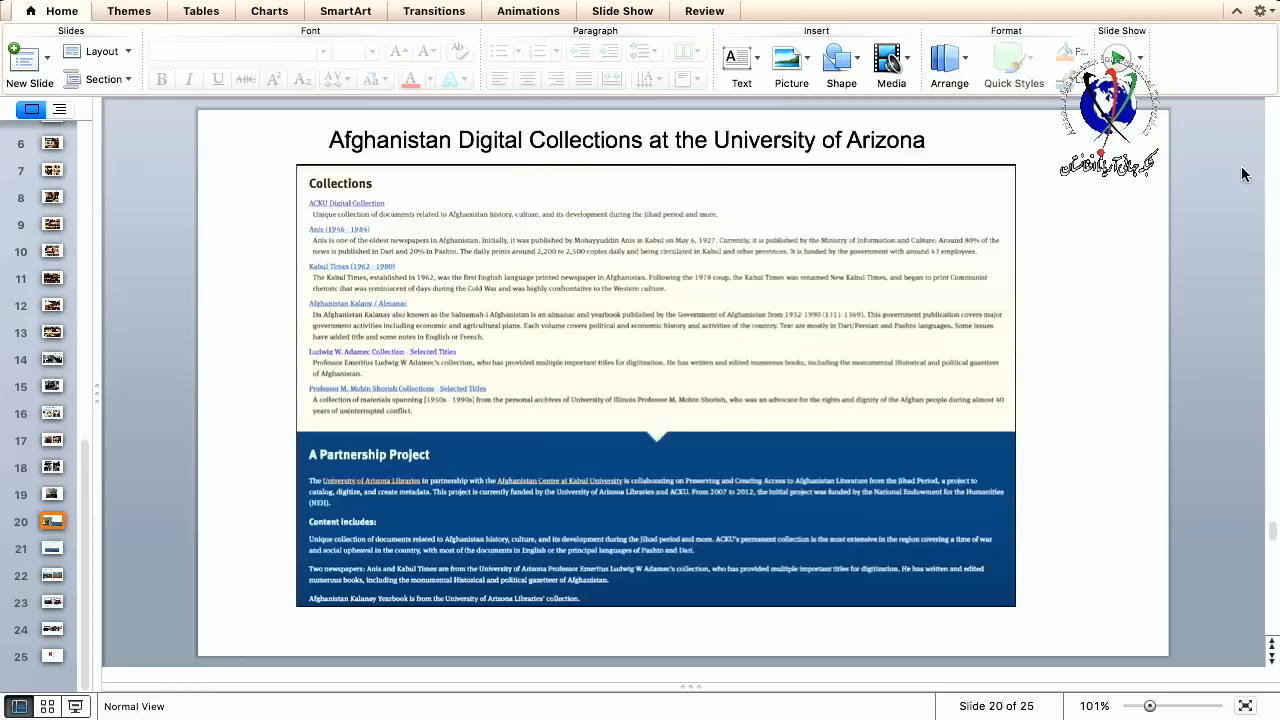 Home Themes Tables Charts SmartArt Transitions Animations Slide Show Review
Slides Font Paragraph Insert Format Slide Show
New Slide Layout Section Text Picture Shape Media Arrange Quick Styles
Afghanistan Digital Collections at the University of Arizona
Collections
ACKU Digital Collection
Unique collection of documents related to Afghanistan history, culture, and its development during the Jihad period and more.
Anis (1946 - 1984)
Anis is one of the oldest newspapers in Afghanistan. Initially, it was published by Mohayyuddin Anis in Kabul on May 6, 1927. Currently, it is published by the Ministry of Information and Culture. Around 80% of the
news is published in Dari and 20% in Pashto. The daily prints around 2,200 to 2,500 copies daily and being circulated in Kabul and other provinces. It is funded by the government with around 41 employees.
Kabul Times (1962 - 1980)
The Kabul Times, established in 1962, was the first English language printed newspaper in Afghanistan. Following the 1978 coup, the Kabul Times was renamed New Kabul Times, and began to print Communist
rhetoric that was reminiscent of days during the Cold War and was highly confrontative to the Western culture.
Afghanistan Kalany / Almanac
Da Afghanistan Kalanay also known as the Salnamah-i Afghanistan is an almanac and yearbook published by the Government of Afghanistan from 1932-1990 (1311-1369). This government publication covers major
government activities including economic and agricultural plans. Each volume covers political and economic history and activities of the country. Text are mostly in Dari/Persian and Pashto languages. Some issues
have added title and some notes in English or French.
Ludwig W. Adamec Collection - Selected Titles
Professor Emeritus Ludwig W Adamec's collection, who has provided multiple important titles for digitization. He has written and edited numerous books, including the monumental Historical and political gazetteer
of Afghanistan.
Professor M. Mobin Shorish Collections - Selected Titles
A collection of materials spanning [1950s - 1990s] from the personal archives of University of Illinois Professor M. Mobin Shorish, who was an advocate for the rights and dignity of the Afghan people during almost 40
years of uninterrupted conflict.
A Partnership Project
The University of Arizona Libraries in partnership with the Afghanistan Centre at Kabul University is collaborating on Preserving and Creating Access to Afghanistan Literature from the Jihad Period, a project to
catalog, digitize, and create metadata. This project is currently funded by the University of Arizona Libraries and ACKU. From 2007 to 2012, the initial project was funded by the National Endowment for the Humanities
(NEH).
Content includes:
Unique collection of documents related to Afghanistan history, culture, and its development during the Jihad period and more. ACKU's permanent collection is the most extensive in the region covering a time of war
and social upheaval in the country, with most of the documents in English or the principal languages of Pashto and Dari.
Two newspapers: Anis and Kabul Times are from the University of Arizona Professor Emeritus Ludwig W Adamec's collection, who has provided multiple important titles for digitization. He has written and edited
numerous books, including the monumental Historical and political gazetteer of Afghanistan.
Afghanistan Kalanay Yearbook is from the University of Arizona Libraries' collection.
7
11
14
15
18
23
24
25
Normal View Slide 20 of 25 101%